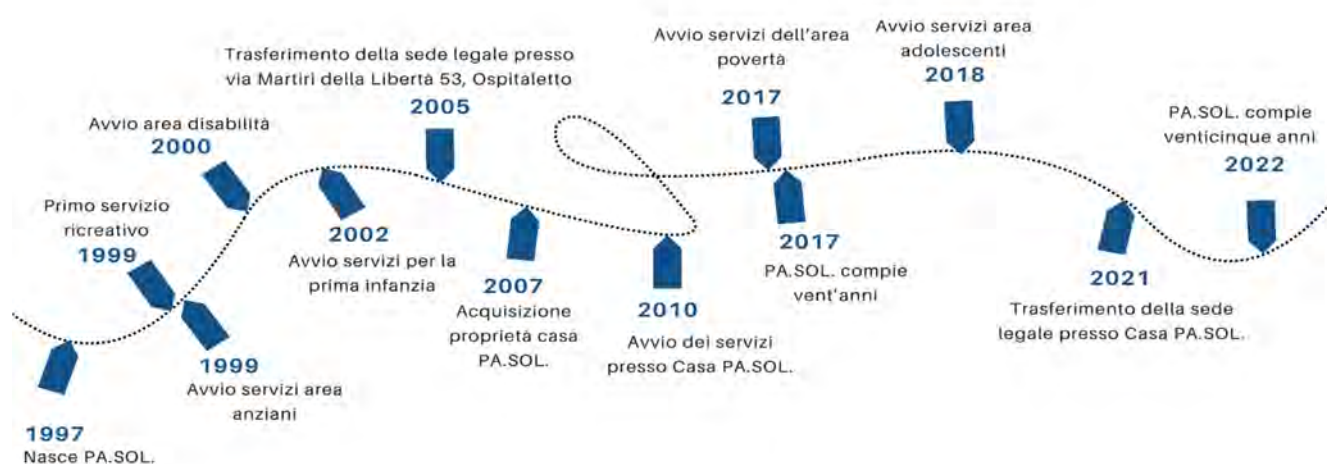 1997
Nasce PA.SOL.
Primo servizio
ricreativo
1999
1999
Avvio servizi area
anziani
Avvio area disabilità
2000
2002
Avvio servizi per la
prima infanzia
Trasferimento della sede legale presso
via Martiri della Libertà 53, Ospitaletto
2005
2007
Acquisizione
proprietà casa
PA.SOL.
2010
Avvio dei servizi
presso Casa PA.SOL.
Avvio servizi dell'area
povertà
2017
2017
PA.SOL. compie
vent'anni
Avvio servizi area
adolescenti
2018
2021
Trasferimento della sede
legale presso Casa PA.SOL.
PA.SOL. compie
venticinque anni
2022